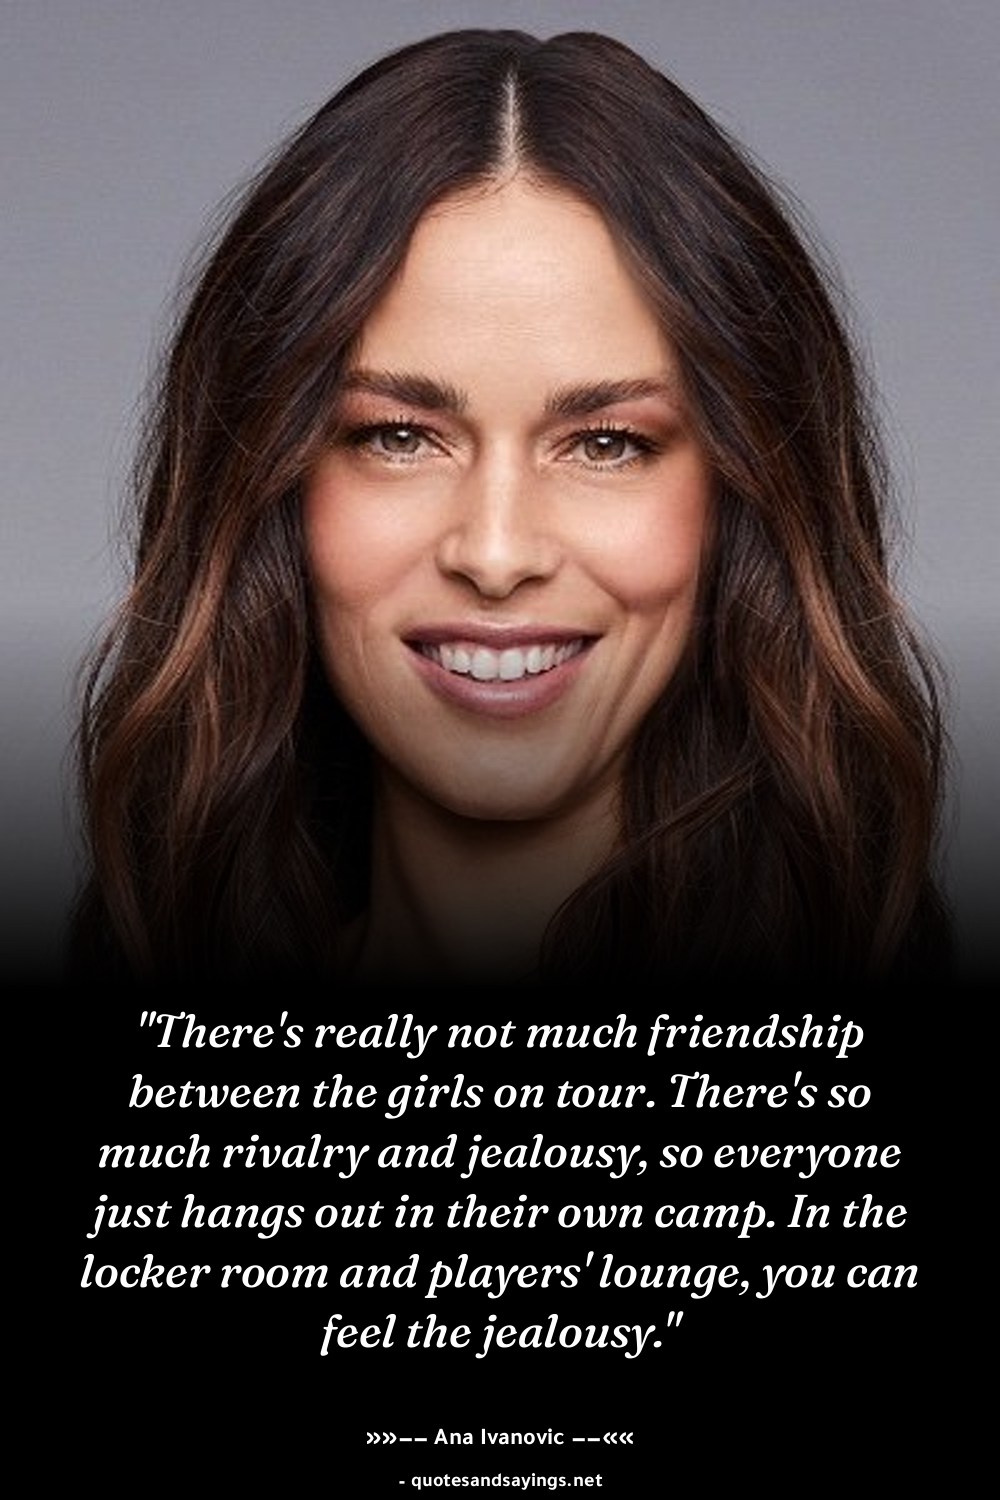 "There's really not much friendship
between the girls on tour. There's so
much rivalry and jealousy, so everyone
just hangs out in their own camp. In the
locker room and players' lounge, you can
feel the jealousy."
»»–– Ana Ivanovic ––««
- quotesandsayings.net